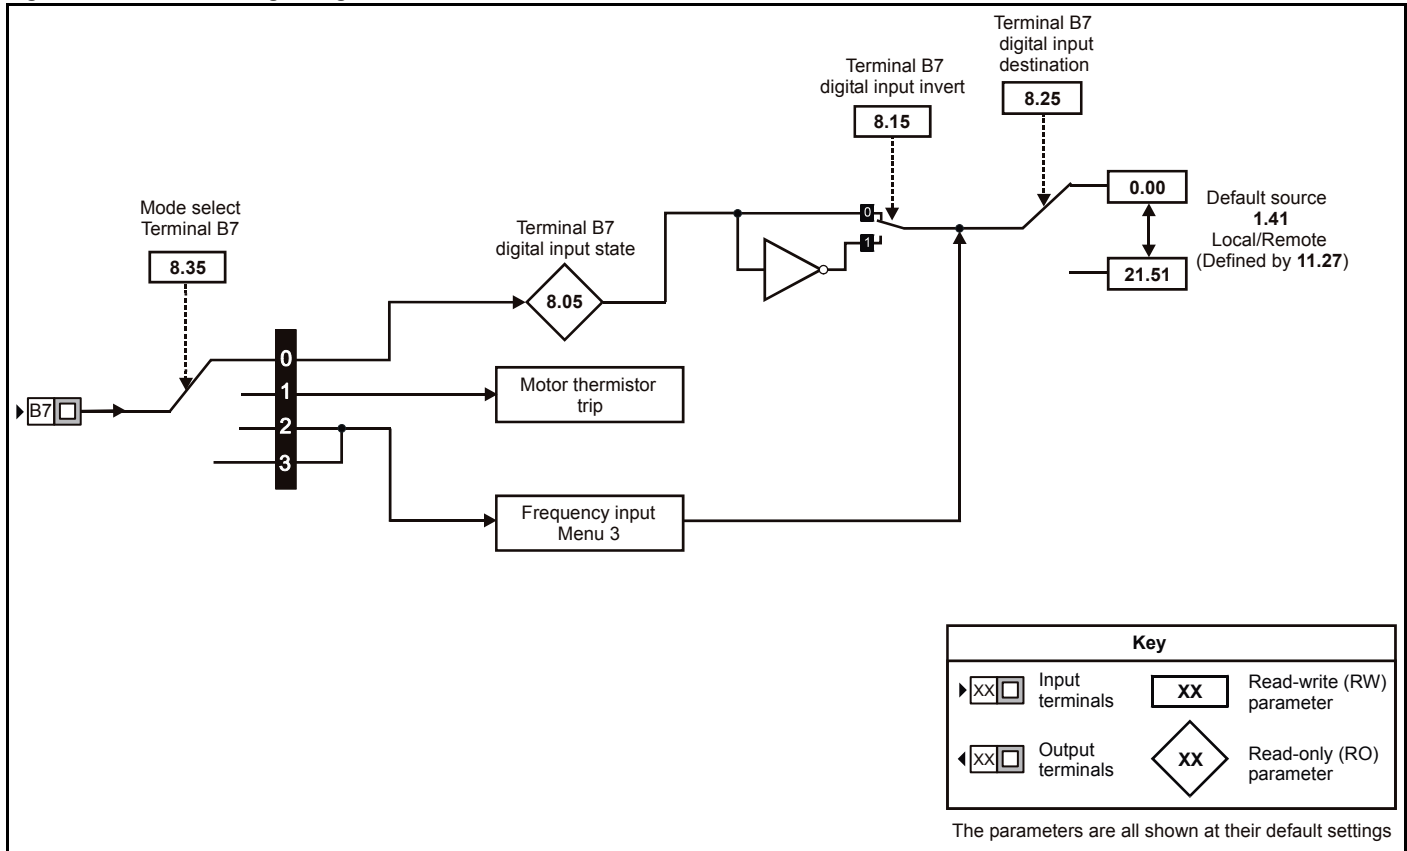 Terminal B7
digital input
destination
8.25
Terminal B7
digital input invert
8.15
0.00
21.51
Default source
1.41
Local/Remote
(Defined by 11.27)
Mode select
Terminal B7
8.35
Terminal B7
digital input state
8.05
0
1
0
1
2
3
B7
Motor thermistor
trip
Frequency input
Menu 3
Key
XX
Input
terminals
XX
Read-write (RW)
parameter
XX
Output
terminals
XX
Read-only (RO)
parameter
The parameters are all shown at their default settings